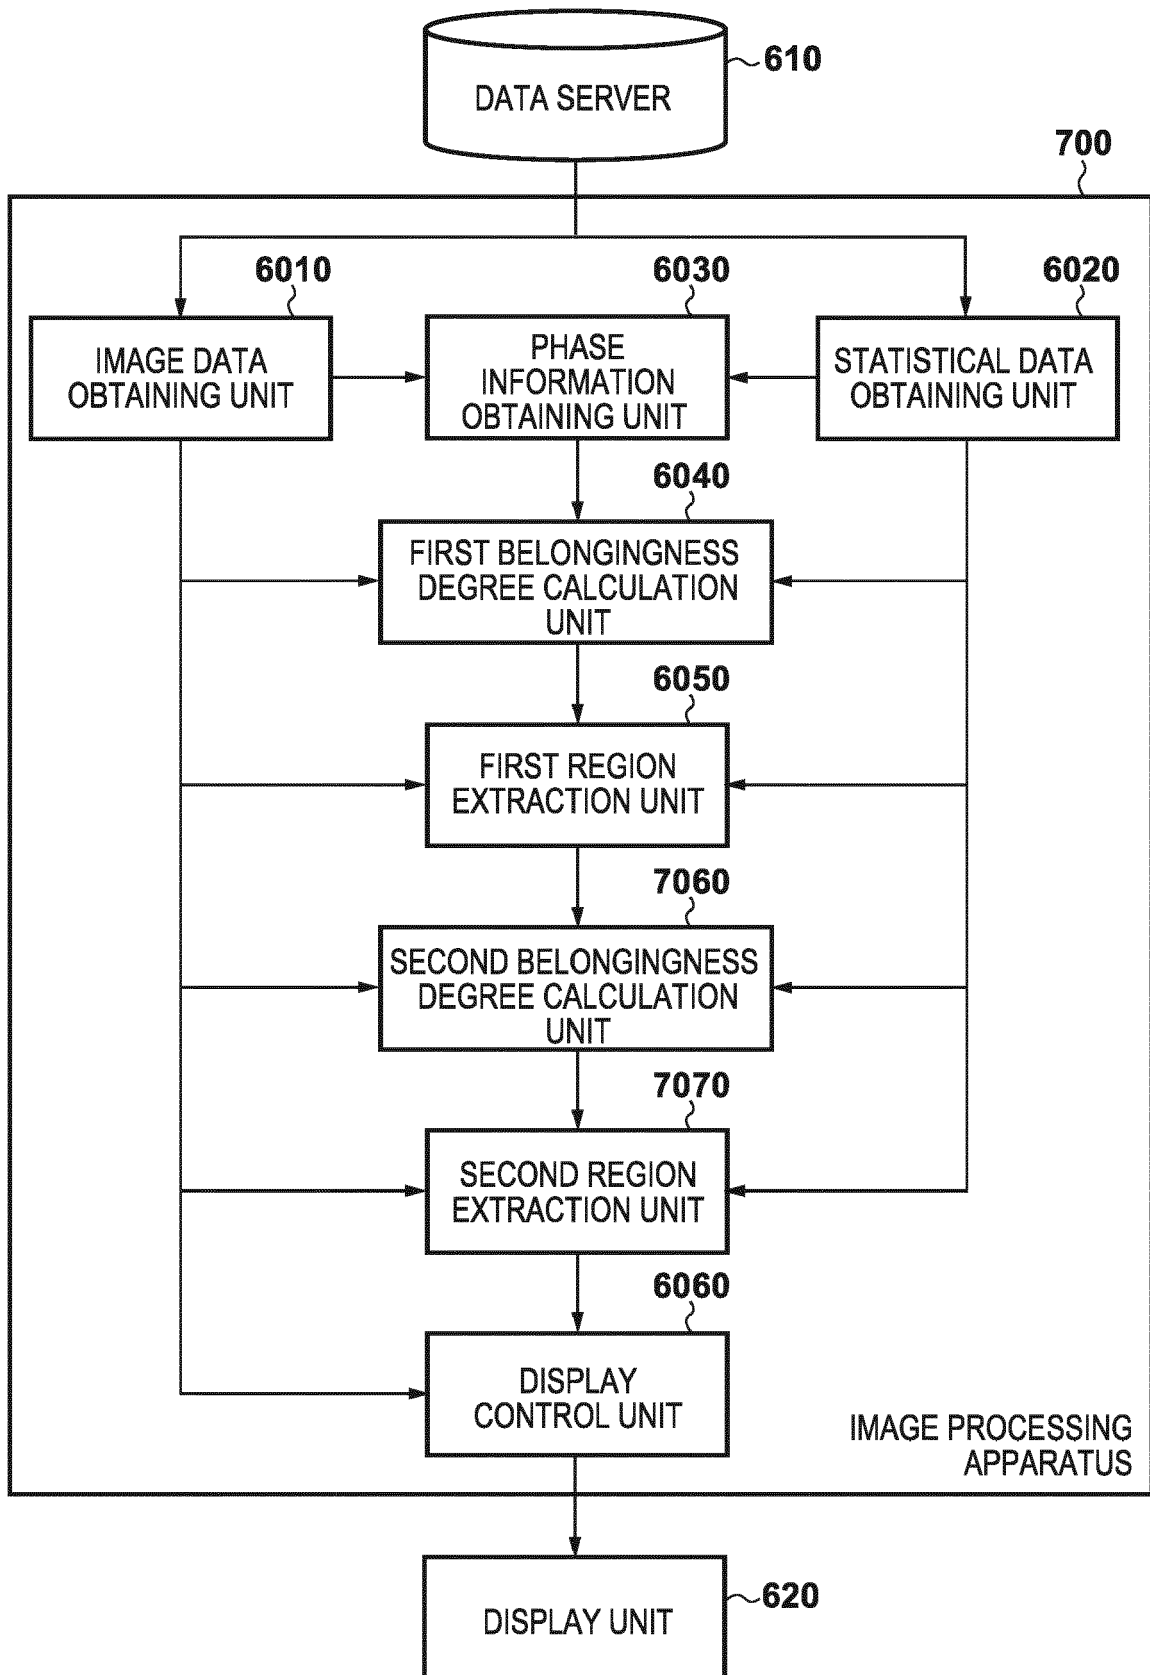 610
DATA SERVER
700
6010
6030
6020
IMAGE DATA
OBTAINING UNIT
PHASE
INFORMATION
OBTAINING UNIT
STATISTICAL DATA
OBTAINING UNIT
6040
FIRST BELONGINGNESS
DEGREE CALCULATION
UNIT
6050
FIRST REGION
EXTRACTION UNIT
7060
SECOND BELONGINGNESS
DEGREE CALCULATION
UNIT
7070
SECOND REGION
EXTRACTION UNIT
6060
DISPLAY
CONTROL UNIT
IMAGE PROCESSING
APPARATUS
620
DISPLAY UNIT